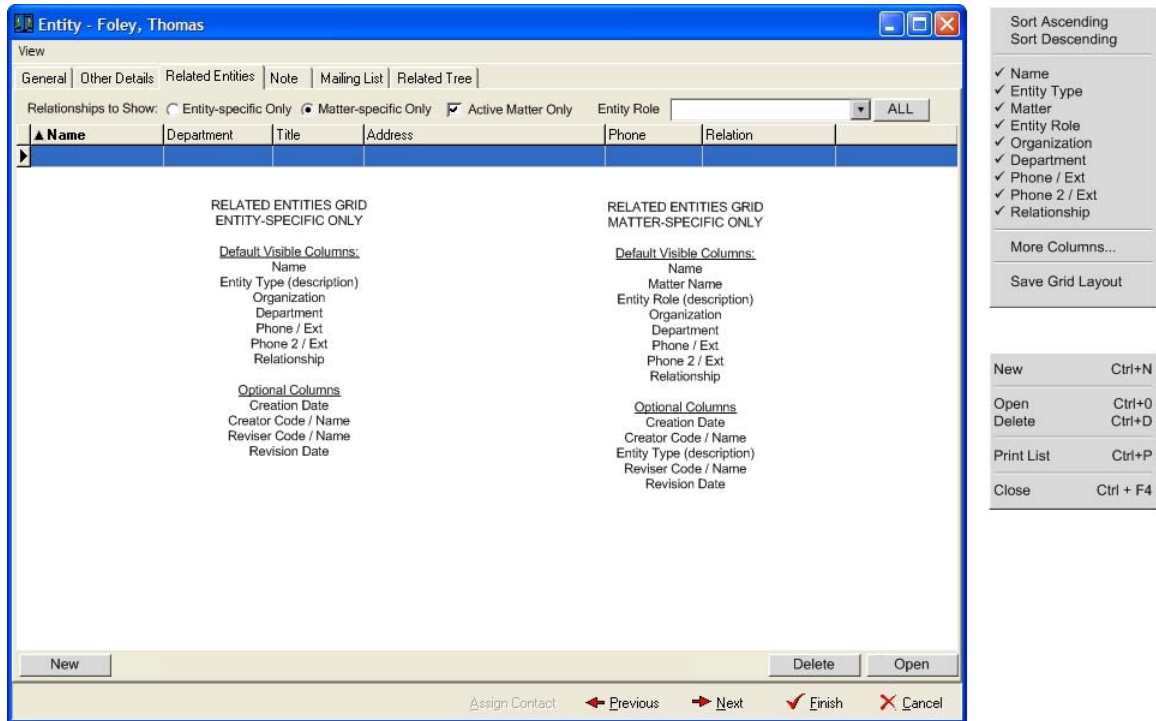 Entity - Foley, Thomas
View
General Other Details Related Entities Note Mailing List Related Tree
Relationships to Show: Entity-specific Only Matter-specific Only Active Matter Only Entity Role ALL
Name Department Title Address Phone Relation
RELATED ENTITIES GRID
ENTITY-SPECIFIC ONLY
Default Visible Columns:
Name
Entity Type (description)
Organization
Department
Phone / Ext
Phone 2 / Ext
Relationship
Optional Columns
Creation Date
Creator Code / Name
Reviser Code / Name
Revision Date
RELATED ENTITIES GRID
MATTER-SPECIFIC ONLY
Default Visible Columns:
Name
Matter Name
Entity Role (description)
Organization
Department
Phone / Ext
Phone 2 / Ext
Relationship
Optional Columns
Creation Date
Creator Code / Name
Entity Type (description)
Reviser Code / Name
Revision Date
New Delete Open
Assign Contact Previous Next Finish Cancel
Sort Ascending
Sort Descending
✓ Name
✓ Entity Type
✓ Matter
✓ Entity Role
✓ Organization
✓ Department
✓ Phone / Ext
✓ Phone 2 / Ext
✓ Relationship
More Columns...
Save Grid Layout
New Ctrl+N
Open Ctrl+0
Delete Ctrl+D
Print List Ctrl+P
Close Ctrl + F4